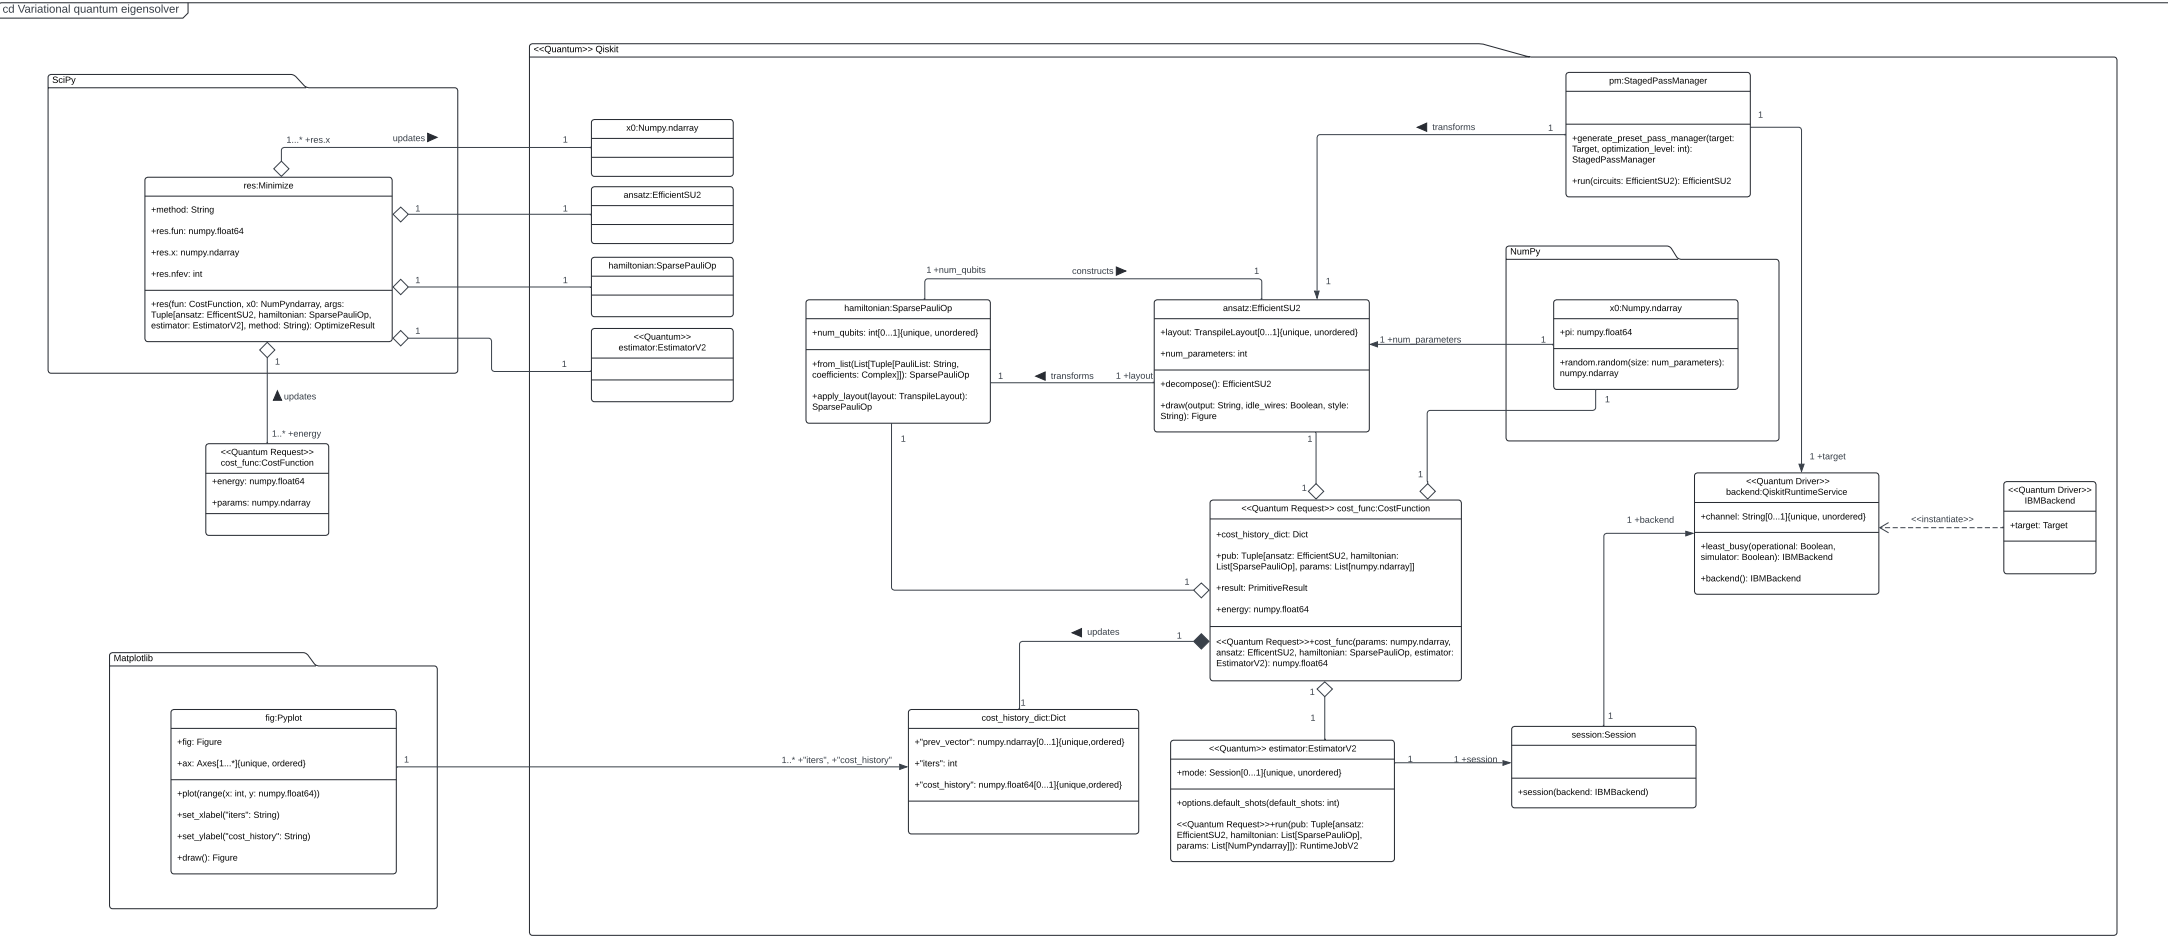 cd Variational quantum eigensolver
<<Quantum>> Qiskit
SciPy
1...* +res.x
updates
1
res:Minimize
+method: String
+res.fun: numpy.float64
+res.x: numpy.ndarray
+res.nfev: int
+res(fun: CostFunction, x0: NumPyndarray, args:
Tuple[ansatz: EfficientSU2, hamiltonian: SparsePauliOp,
estimator: EstimatorV2], method: String): OptimizeResult
1
1
1
1
1
1
1
updates
1..* +energy
<<Quantum Request>>
cost_func:CostFunction
+energy: numpy.float64
+params: numpy.ndarray
x0:Numpy.ndarray
ansatz:EfficientSU2
hamiltonian:SparsePauliOp
<<Quantum>>
estimator:EstimatorV2
pm:StagedPassManager
+generate_preset_pass_manager(target:
Target, optimization_level: int):
StagedPassManager
+run(circuits: EfficientSU2): EfficientSU2
transforms
1
1
1
1 +num_qubits
constructs
1
hamiltonian:SparsePauliOp
+num_qubits: int[0...1]{unique, unordered}
+from_list(List[Tuple[PauliList: String,
coefficients: Complex]]): SparsePauliOp
+apply_layout(layout: TranspileLayout):
SparsePauliOp
1
transforms
1 +layout
ansatz:EfficientSU2
+layout: TranspileLayout[0...1]{unique, unordered}
+num_parameters: int
+decompose(): EfficientSU2
+draw(output: String, idle_wires: Boolean, style:
String): Figure
1 +num_parameters
1
NumPy
x0:Numpy.ndarray
+pi: numpy.float64
+random.random(size: num_parameters):
numpy.ndarray
1
1
1
1
1
1
1 +target
<<Quantum Driver>>
backend:QiskitRuntimeService
+channel: String[0...1]{unique, unordered}
+least_busy(operational: Boolean,
simulator: Boolean): IBMBackend
+backend(): IBMBackend
<<instantiate>>
<<Quantum Driver>>
IBMBackend
+target: Target
1 +backend
<<Quantum Request>> cost_func:CostFunction
+cost_history_dict: Dict
+pub: Tuple[ansatz: EfficientSU2, hamiltonian:
List[SparsePauliOp], params: List[numpy.ndarray]]
+result: PrimitiveResult
+energy: numpy.float64
<<Quantum Request>>+cost_func(params: numpy.ndarray,
ansatz: EfficentSU2, hamiltonian: SparsePauliOp, estimator:
EstimatorV2): numpy.float64
updates
1
1
1
1
Matplotlib
fig:Pyplot
+fig: Figure
+ax: Axes[1...*]{unique, ordered}
+plot(range(x: int, y: numpy.float64))
+set_xlabel("iters": String)
+set_ylabel("cost_history": String)
+draw(): Figure
1
1..* +"iters", +"cost_history"
cost_history_dict:Dict
+"prev_vector": numpy.ndarray[0...1]{unique,ordered}
+"iters": int
+"cost_history": numpy.float64[0...1]{unique,ordered}
<<Quantum>> estimator:EstimatorV2
+mode: Session[0...1]{unique, unordered}
+options.default_shots(default_shots: int)
<<Quantum Request>>+run(pub: Tuple[ansatz:
EfficientSU2, hamiltonian: List[SparsePauliOp],
params: List[NumPyndarray]]): RuntimeJobV2
1
1 +session
1
session:Session
+session(backend: IBMBackend)